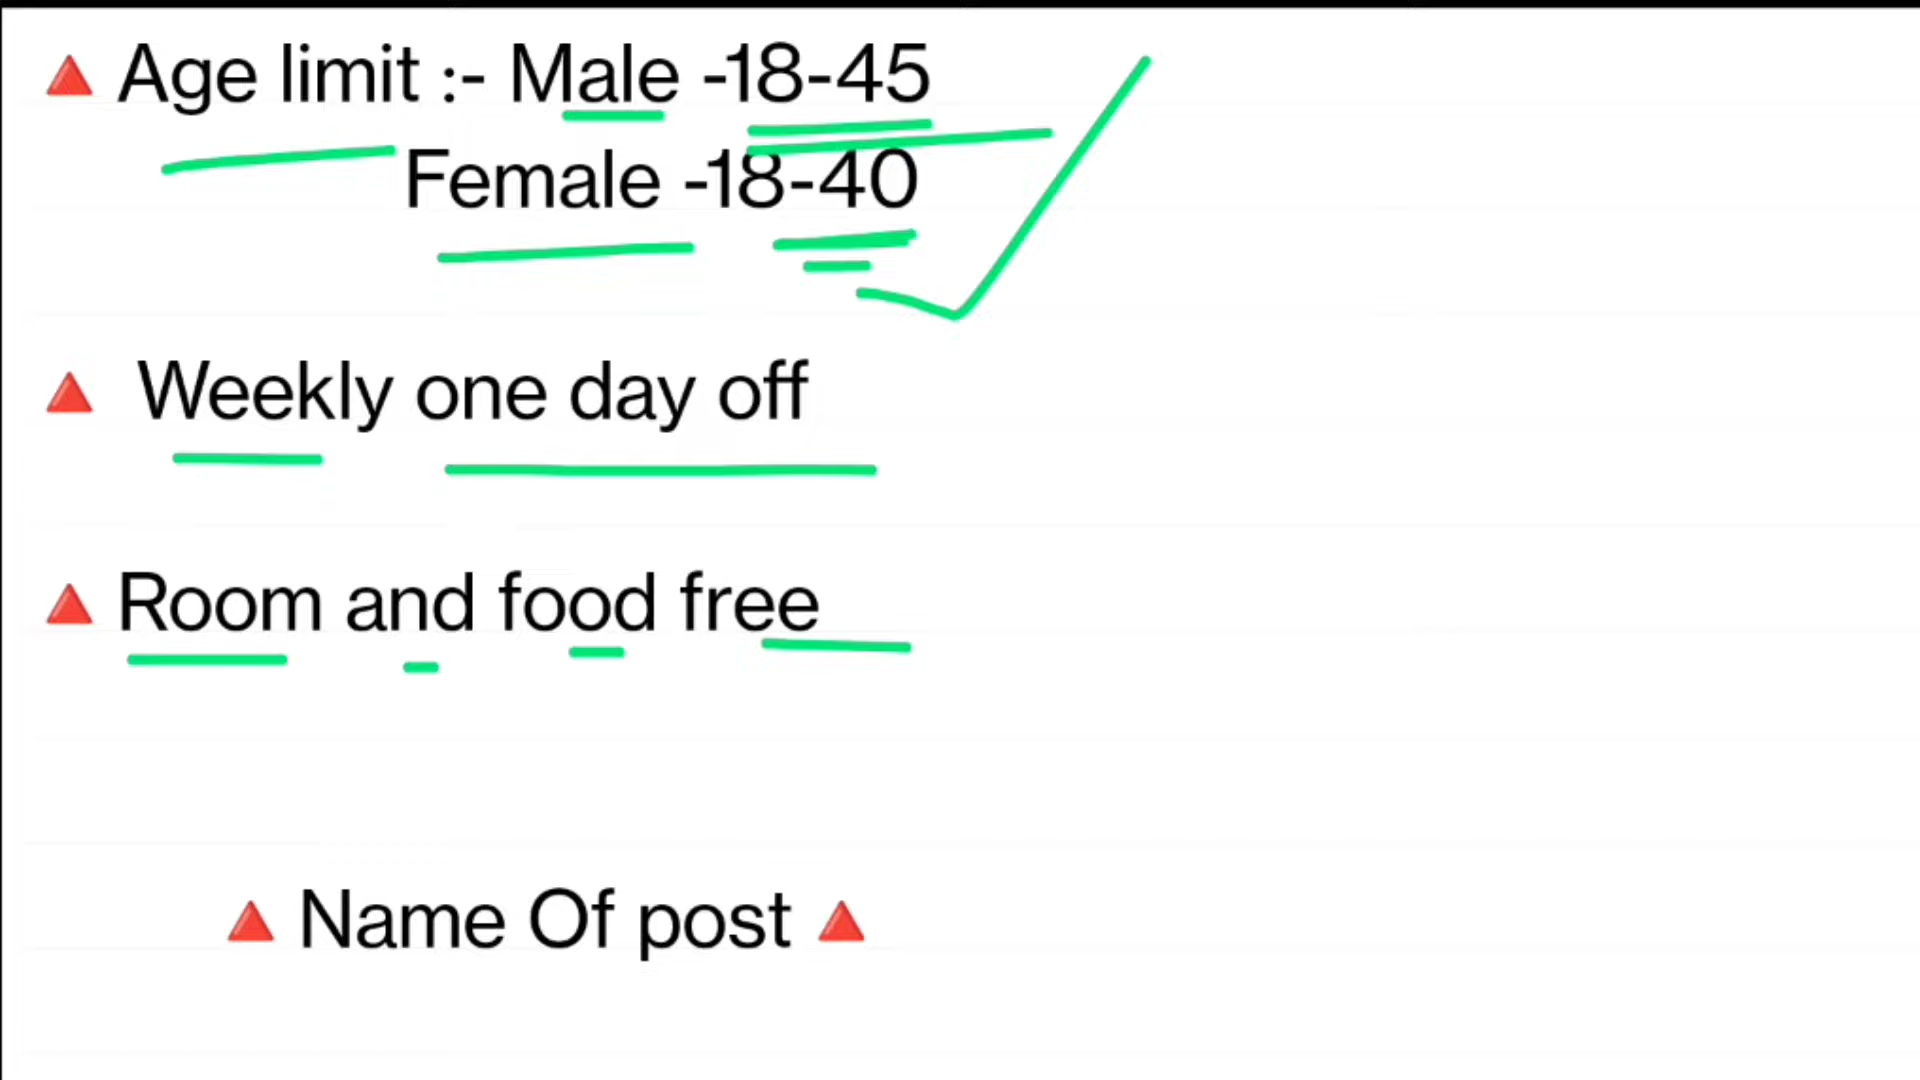 🔺Age limit :- Male -18-45
Female -18-40
🔺 Weekly one day off
🔺Room and food free
🔺Name Of post🔺